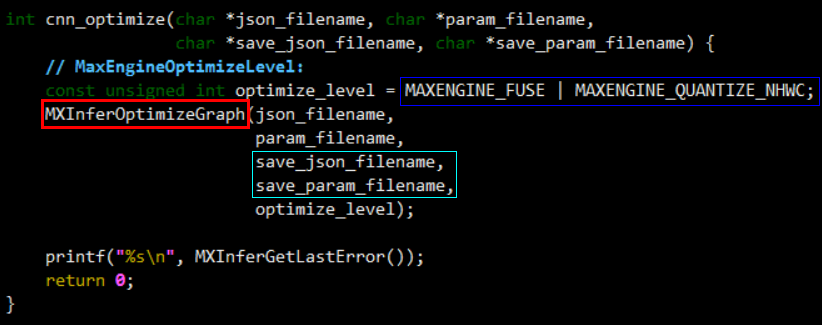 int cnn_optimize(char *json_filename, char *param_filename,
                 char *save_json_filename, char *save_param_filename) {
    // MaxEngineOptimizeLevel:
    const unsigned int optimize_level = MAXENGINE_FUSE | MAXENGINE_QUANTIZE_NHWC;
    MXInferOptimizeGraph(json_filename,
                         param_filename,
                         save_json_filename,
                         save_param_filename,
                         optimize_level);

    printf("%s\n", MXInferGetLastError());
    return 0;
}